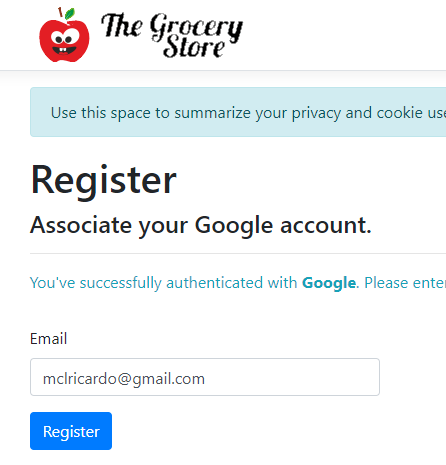 The Grocery
Store
Use this space to summarize your privacy and cookie use
Register
Associate your Google account.
You've successfully authenticated with Google. Please enter
Email
mclricardo@gmail.com
Register